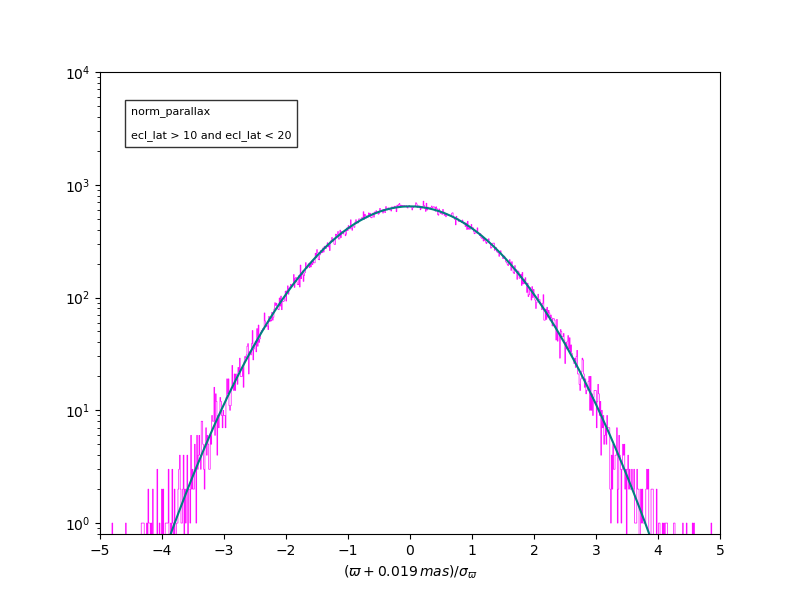 10⁴
norm_parallax
ecl_lat > 10 and ecl_lat < 20
10³
10²
10¹
10⁰
−5 −4 −3 −2 −1 0 1 2 3 4 5
(ϖ + 0.019 mas)/σ_ϖ